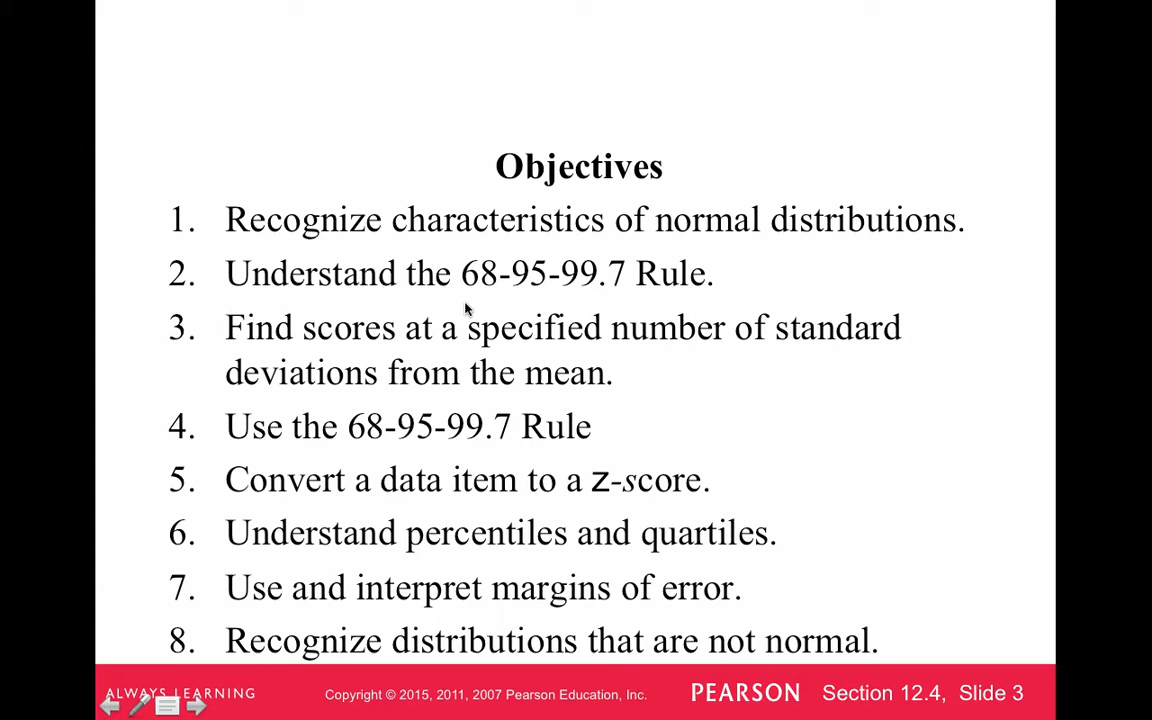 Objectives
1. Recognize characteristics of normal distributions.
2. Understand the 68-95-99.7 Rule.
3. Find scores at a specified number of standard
deviations from the mean.
4. Use the 68-95-99.7 Rule
5. Convert a data item to a z-score.
6. Understand percentiles and quartiles.
7. Use and interpret margins of error.
8. Recognize distributions that are not normal.
ALWAYS LEARNING Copyright © 2015, 2011, 2007 Pearson Education, Inc. PEARSON Section 12.4, Slide 3